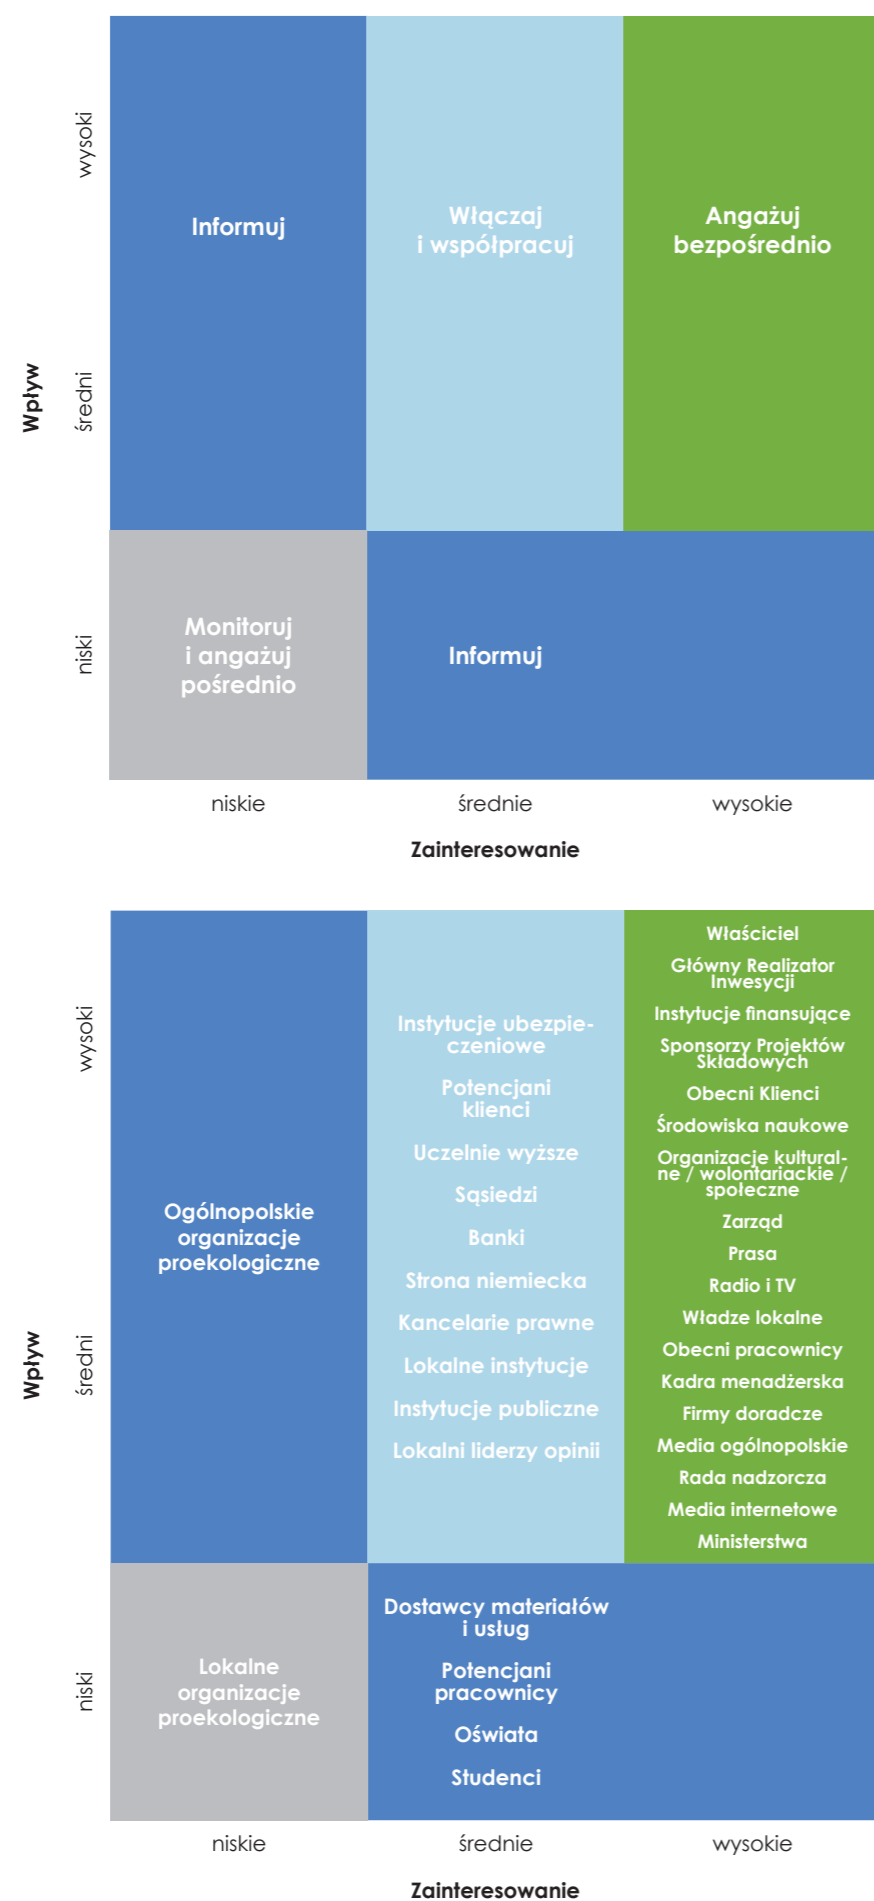 wysoki
Informuj
Włączaj
i współpracuj
Angażuj
bezpośrednio
Wpływ
średni
niski
Monitoruj
i angażuj
pośrednio
Informuj
niskie
średnie
wysokie
Zainteresowanie
wysoki
Ogólnopolskie
organizacje
proekologiczne
Instytucje ubezpie-
czeniowe
Potencjani
klienci
Uczelnie wyższe
Sąsiedzi
Banki
Strona niemiecka
Kancelarie prawne
Lokalne instytucje
Instytucje publiczne
Lokalni liderzy opinii
Właściciel
Główny Realizator
Inwesycji
Instytucje finansujące
Sponsorzy Projektów
Składowych
Obecni Klienci
Środowiska naukowe
Organizacje kultural-
ne / wolontariackie /
społeczne
Zarząd
Prasa
Radio i TV
Władze lokalne
Obecni pracownicy
Kadra menadżerska
Firmy doradcze
Media ogólnopolskie
Rada nadzorcza
Media internetowe
Ministerstwa
Wpływ
średni
niski
Lokalne
organizacje
proekologiczne
Dostawcy materiałów
i usług
Potencjani
pracownicy
Oświata
Studenci
niskie
średnie
wysokie
Zainteresowanie